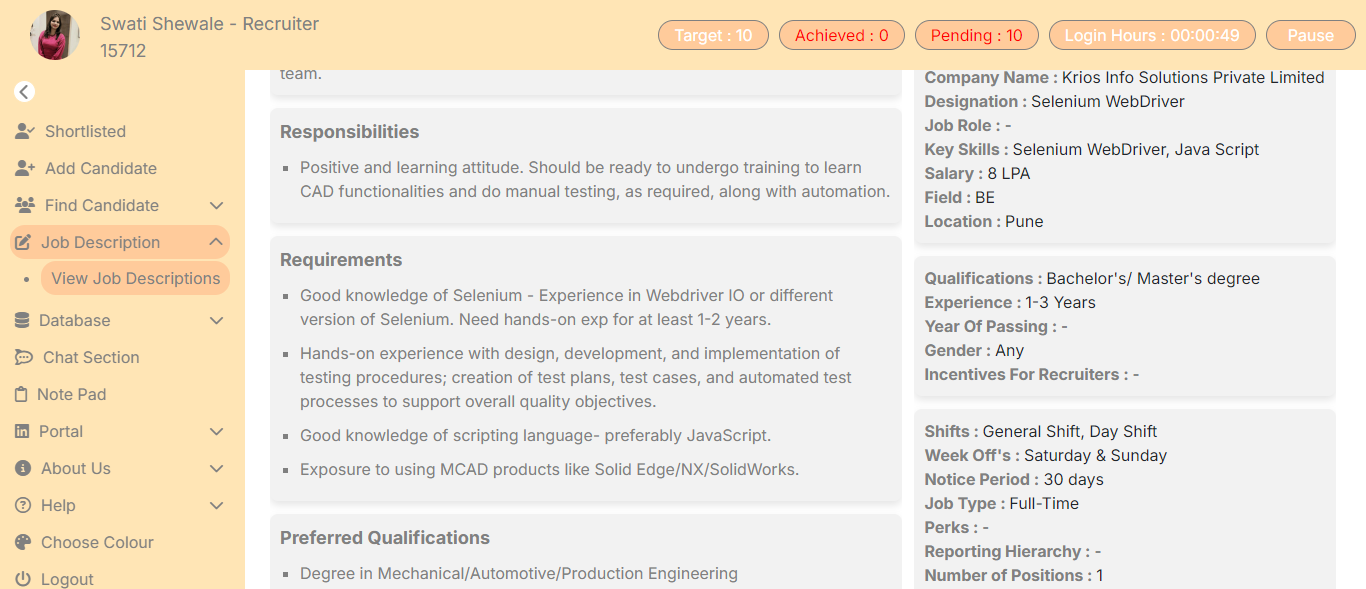 Swati Shewale - Recruiter
15712
Target : 10
Achieved : 0
Pending : 10
Login Hours : 00:00:49
Pause
Shortlisted
Add Candidate
Find Candidate
Job Description
View Job Descriptions
Database
Chat Section
Note Pad
Portal
About Us
Help
Choose Colour
Logout
team.
Responsibilities
Positive and learning attitude. Should be ready to undergo training to learn
CAD functionalities and do manual testing, as required, along with automation.
Requirements
Good knowledge of Selenium - Experience in Webdriver IO or different
version of Selenium. Need hands-on exp for at least 1-2 years.
Hands-on experience with design, development, and implementation of
testing procedures; creation of test plans, test cases, and automated test
processes to support overall quality objectives.
Good knowledge of scripting language- preferably JavaScript.
Exposure to using MCAD products like Solid Edge/NX/SolidWorks.
Preferred Qualifications
Degree in Mechanical/Automotive/Production Engineering
Company Name : Krios Info Solutions Private Limited
Designation : Selenium WebDriver
Job Role : -
Key Skills : Selenium WebDriver, Java Script
Salary : 8 LPA
Field : BE
Location : Pune
Qualifications : Bachelor's/ Master's degree
Experience : 1-3 Years
Year Of Passing : -
Gender : Any
Incentives For Recruiters : -
Shifts : General Shift, Day Shift
Week Off's : Saturday & Sunday
Notice Period : 30 days
Job Type : Full-Time
Perks : -
Reporting Hierarchy : -
Number of Positions : 1